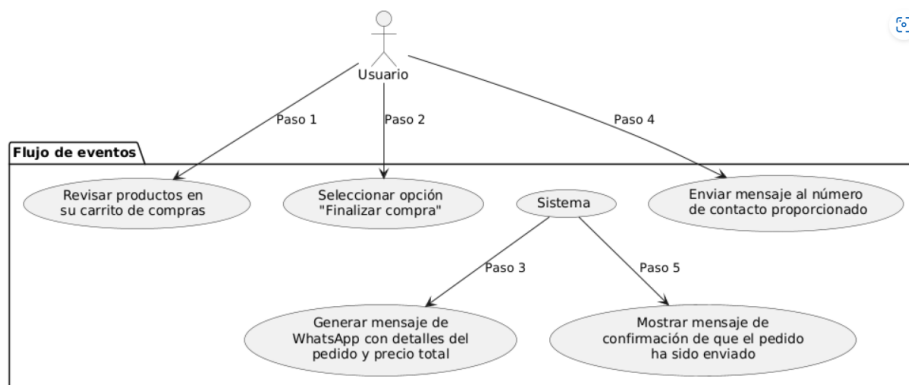 Usuario
Paso 1
Paso 2
Paso 4
Flujo de eventos
Revisar productos en
su carrito de compras
Seleccionar opción
"Finalizar compra"
Sistema
Enviar mensaje al número
de contacto proporcionado
Paso 3
Paso 5
Generar mensaje de
WhatsApp con detalles del
pedido y precio total
Mostrar mensaje de
confirmación de que el pedido
ha sido enviado